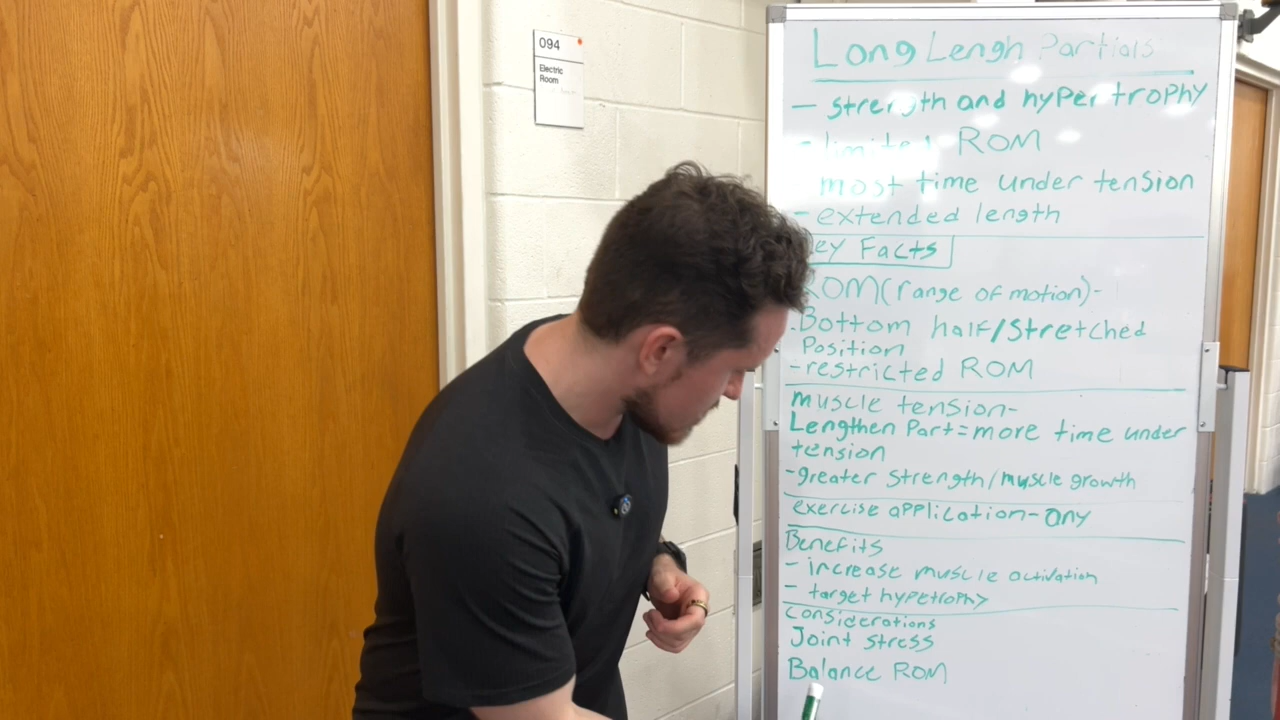 094
Electric
Room
Long Lengh Partials
- strength and hypertrophy
- limited ROM
- most time under tension
- extended length
ey Facts
ROM (range of motion)-
Bottom half/Stretched
Position
- restricted ROM
muscle tension-
Lengthen Part = more time under
tension
- greater strength/muscle growth
exercise application - any
Benefits
- increase muscle activation
- target hypetrophy
Considerations
Joint stress
Balance ROM